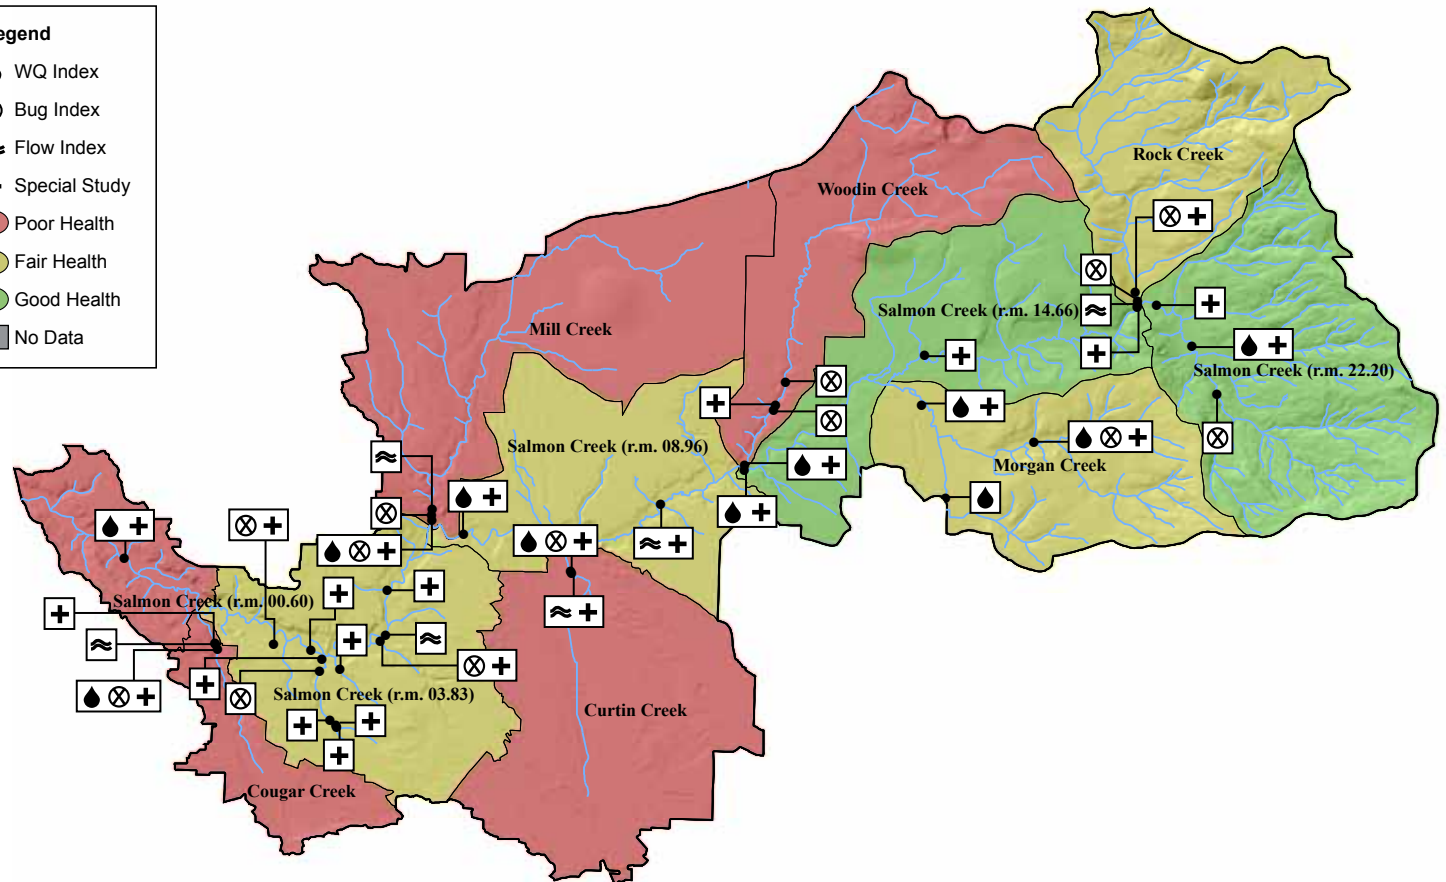 egend
WQ Index
Bug Index
Flow Index
Special Study
Poor Health
Fair Health
Good Health
No Data
Rock Creek
Woodin Creek
Salmon Creek (r.m. 14.66)
Mill Creek
Salmon Creek (r.m. 22.20)
Salmon Creek (r.m. 08.96)
Morgan Creek
Salmon Creek (r.m. 00.60)
Salmon Creek (r.m. 03.83)
Curtin Creek
Cougar Creek